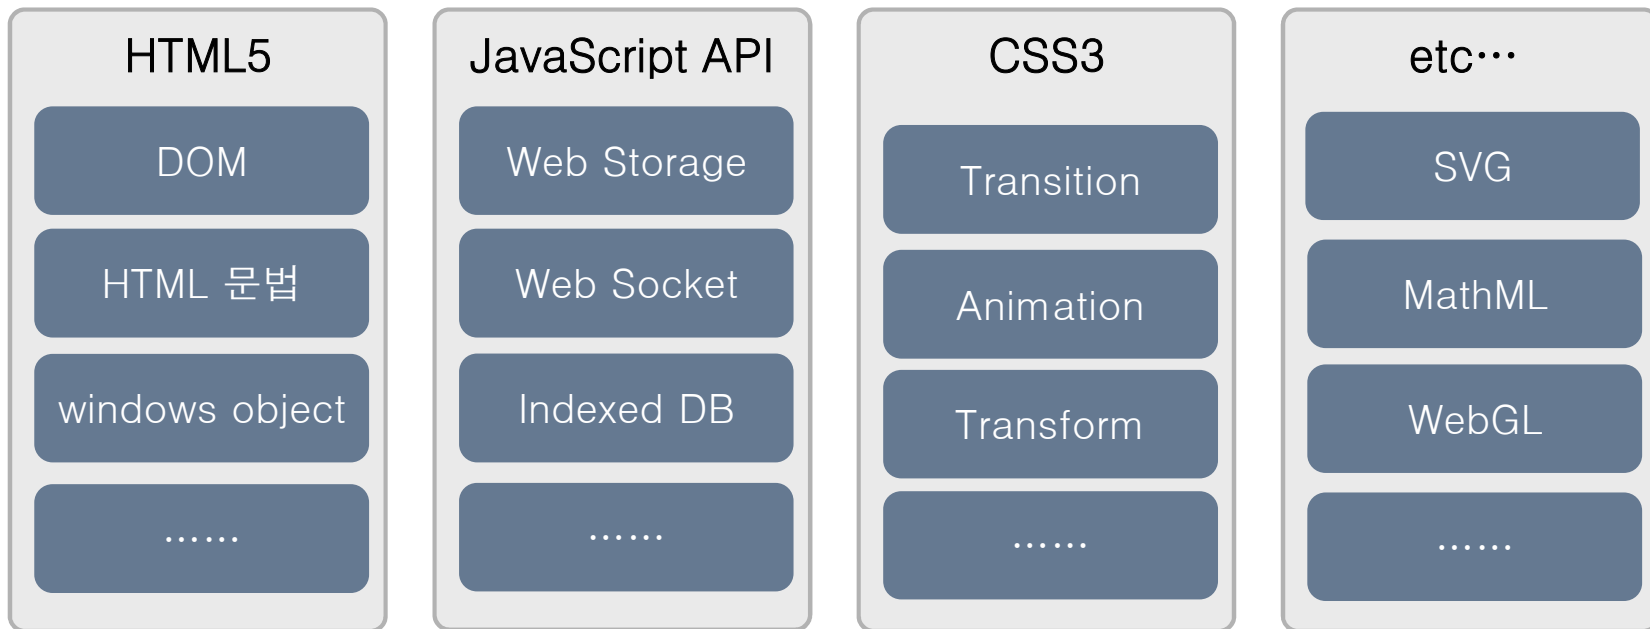 HTML5
DOM
HTML 문법
windows object
……
JavaScript API
Web Storage
Web Socket
Indexed DB
……
CSS3
Transition
Animation
Transform
……
etc…
SVG
MathML
WebGL
……